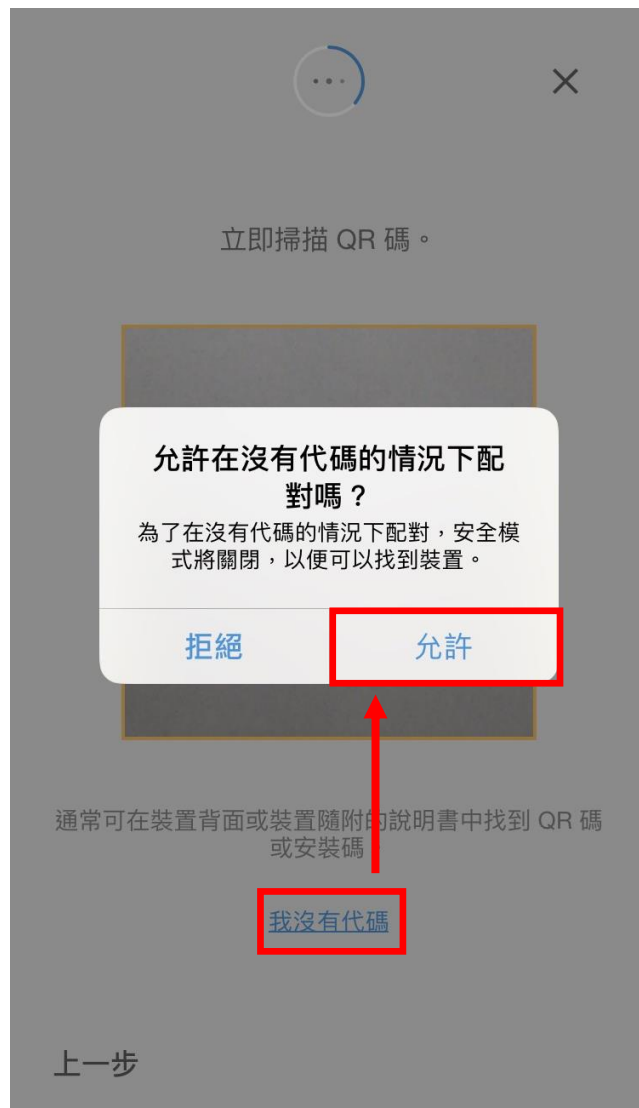 立即掃描 QR 碼。
允許在沒有代碼的情況下配
對嗎？
為了在沒有代碼的情況下配對，安全模
式將關閉，以便可以找到裝置。
拒絕
允許
通常可在裝置背面或裝置隨附的說明書中找到 QR 碼
或安裝碼。
我沒有代碼
上一步